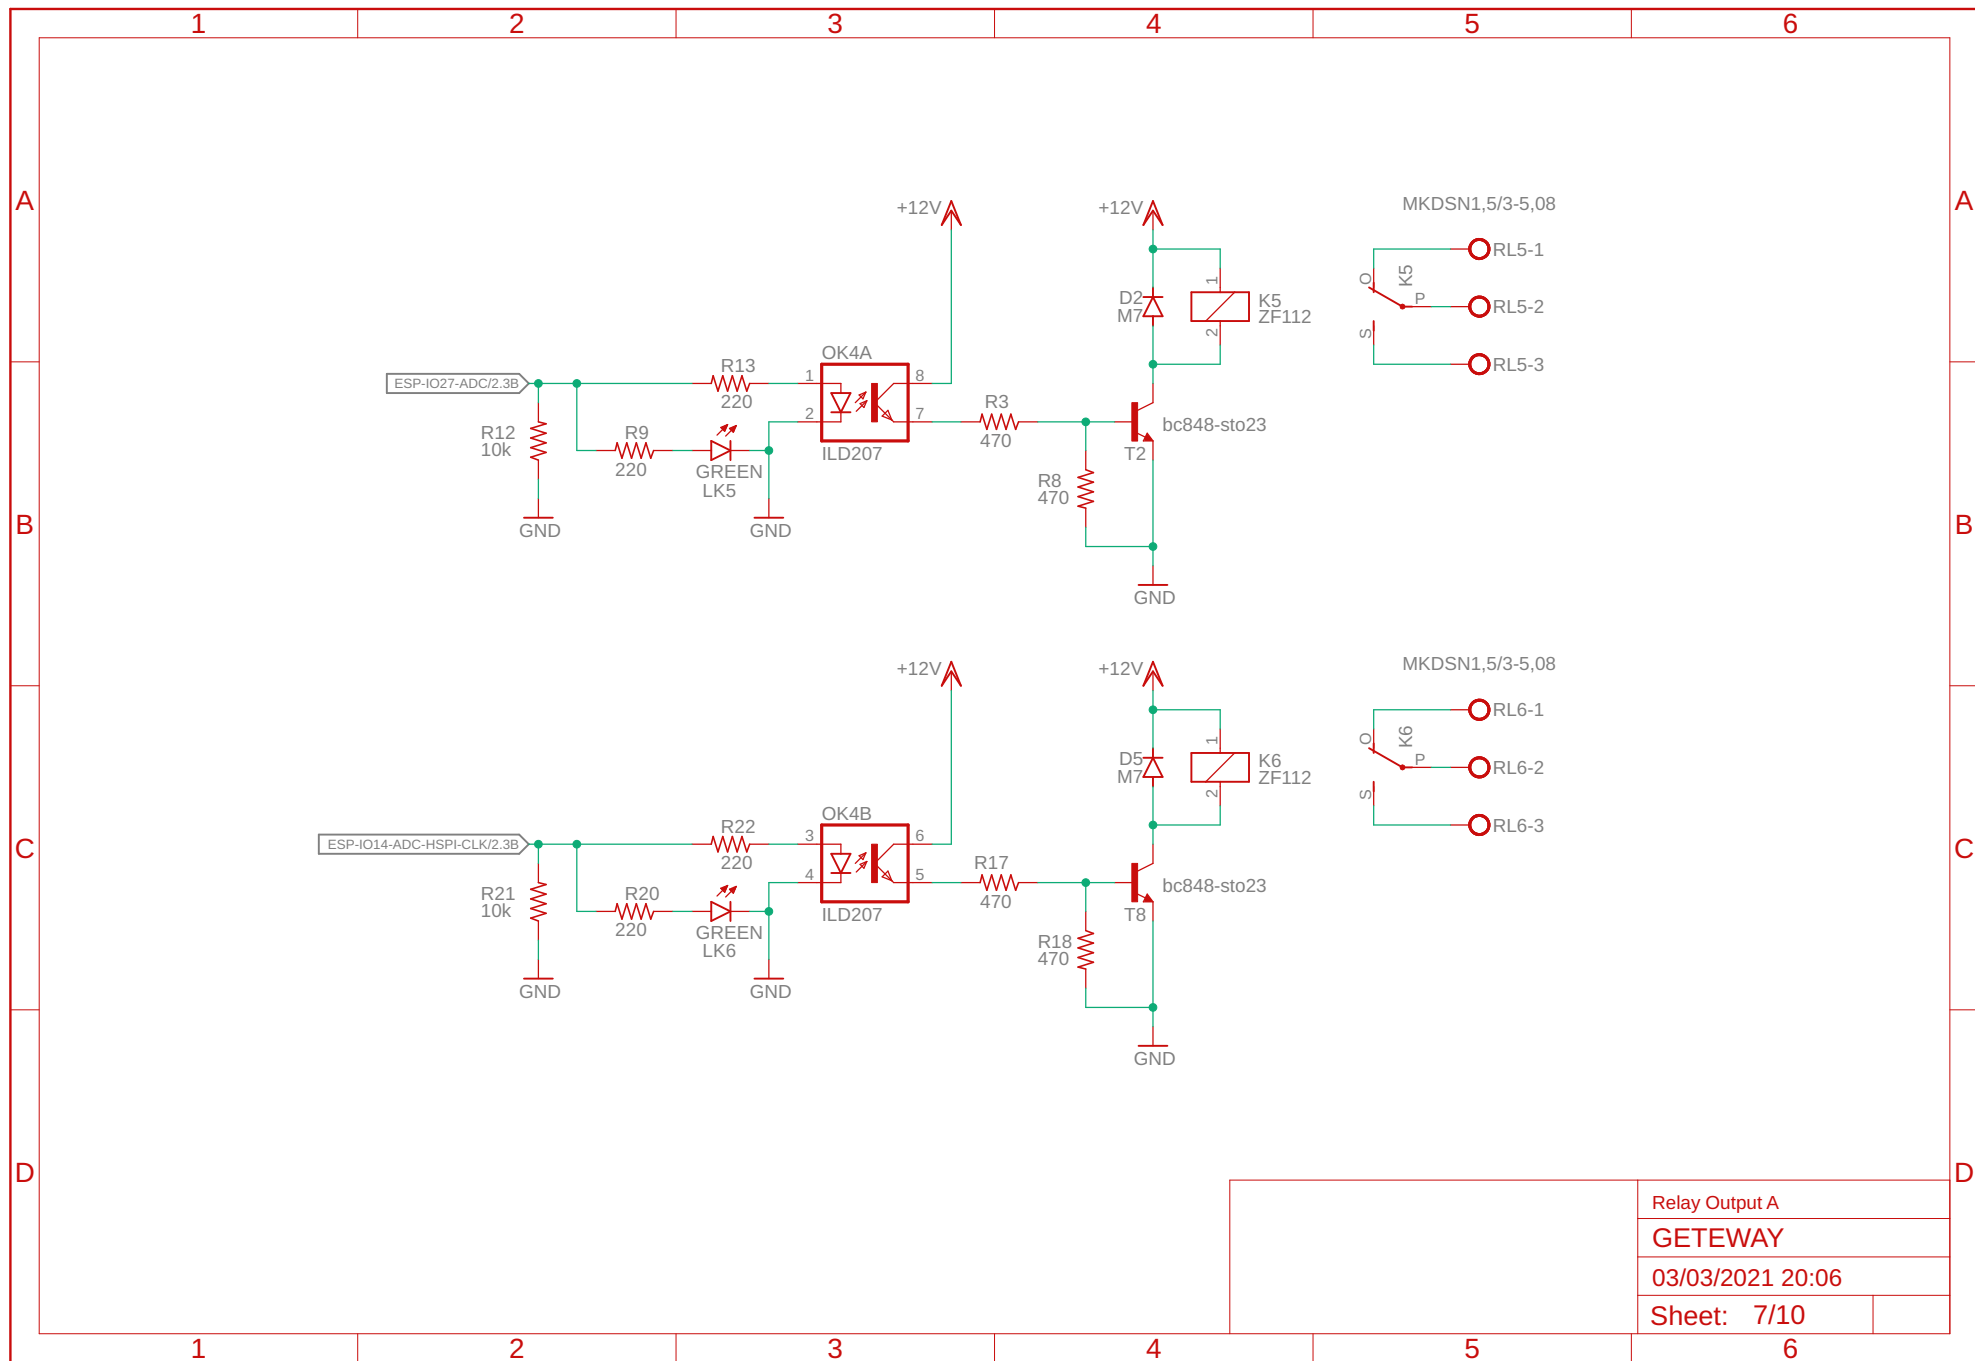 1 2 3 4 5 6
A A
+12V +12V MKDSN1,5/3-5,08
RL5-1
O K5 P S
RL5-2
RL5-3
D2
M7
1
2
K5
ZF112
ESP-IO27-ADC/2.3B
R13
220
OK4A
1 8
2 7
ILD207
R12
10k
R9
220
GREEN
LK5
R3
470
bc848-sto23
T2
R8
470
B B
GND GND
GND
+12V +12V MKDSN1,5/3-5,08
RL6-1
O K6 P S
RL6-2
RL6-3
D5
M7
1
2
K6
ZF112
C C
ESP-IO14-ADC-HSPI-CLK/2.3B
R22
220
OK4B
3 6
4 5
ILD207
R21
10k
R20
220
GREEN
LK6
R17
470
bc848-sto23
T8
R18
470
GND GND
GND
D D
Relay Output A
GETEWAY
03/03/2021 20:06
Sheet: 7/10
1 2 3 4 5 6